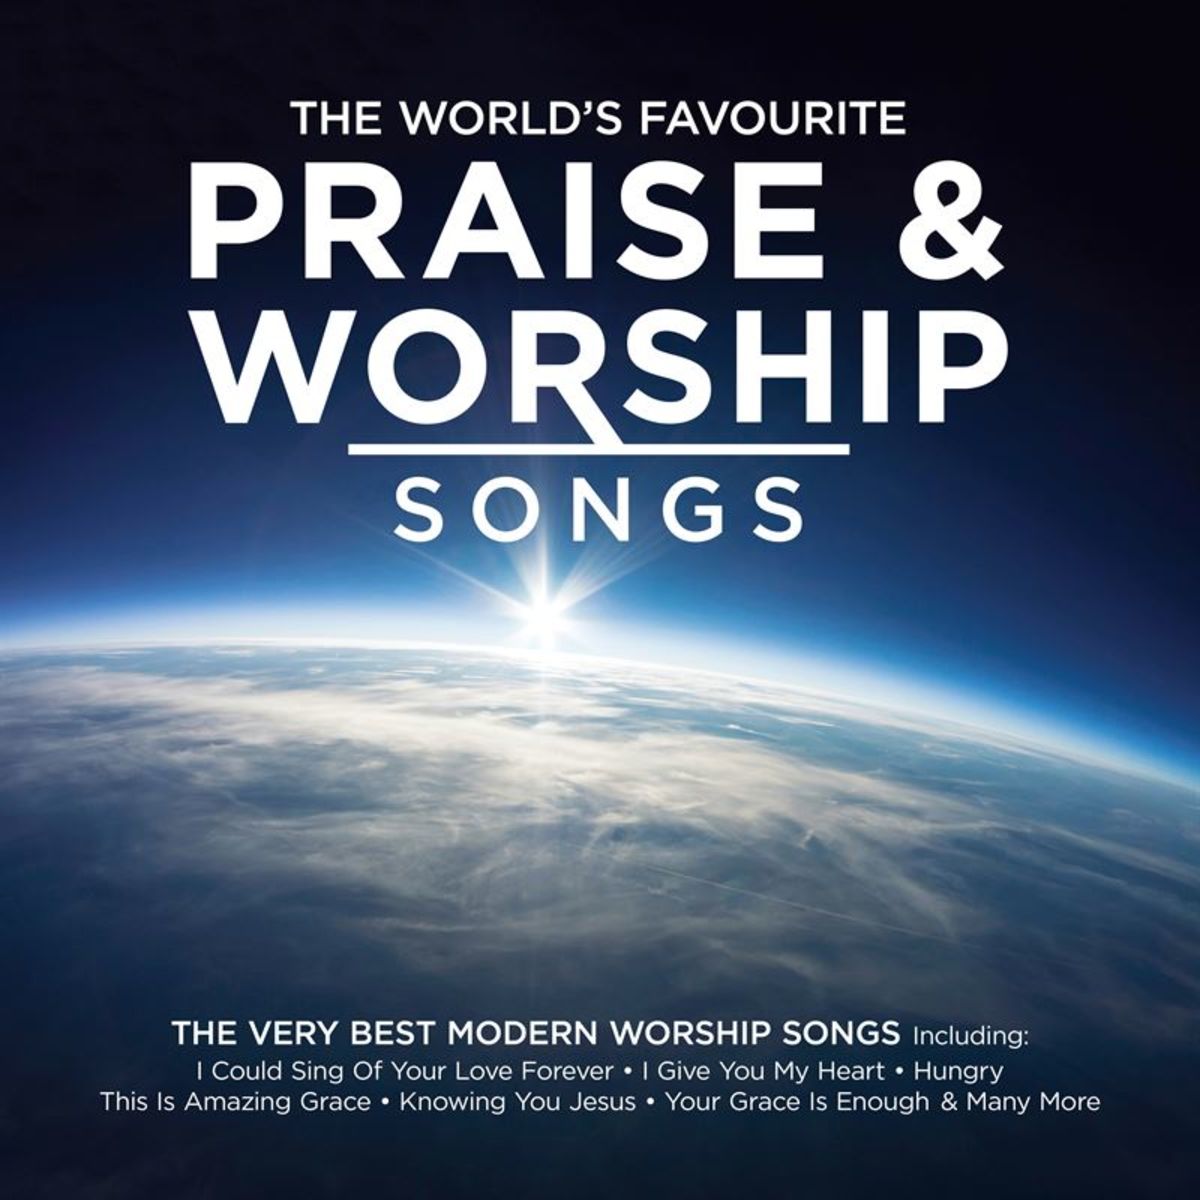 THE WORLD'S FAVOURITE
PRAISE &
WORSHIP
SONGS
THE VERY BEST MODERN WORSHIP SONGS Including:
I Could Sing Of Your Love Forever • I Give You My Heart • Hungry
This Is Amazing Grace • Knowing You Jesus • Your Grace Is Enough & Many More